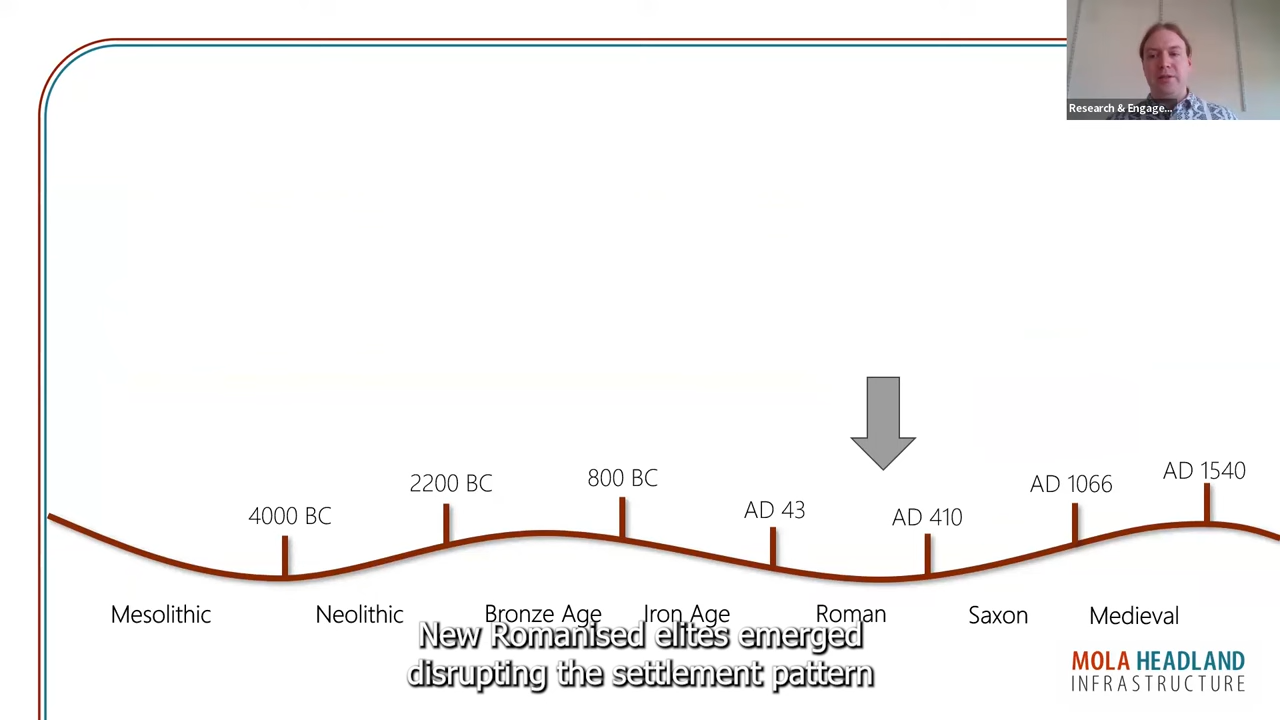 Research & Engage...
4000 BC
2200 BC
800 BC
AD 43
AD 410
AD 1066
AD 1540
Mesolithic
Neolithic
Bronze Age
Iron Age
Roman
Saxon
Medieval
New Romanised elites emerged
disrupting the settlement pattern
MOLA HEADLAND
INFRASTRUCTURE